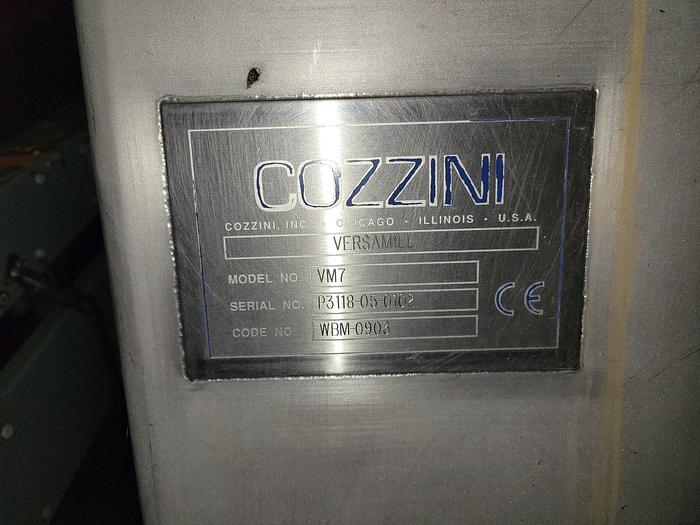 COZZINI
COZZINI, INC. • CHICAGO • ILLINOIS • U.S.A.
VERSAMILL
MODEL NO. VM7
SERIAL NO. P3118-05-0102
CODE NO. WBM-0903
CE